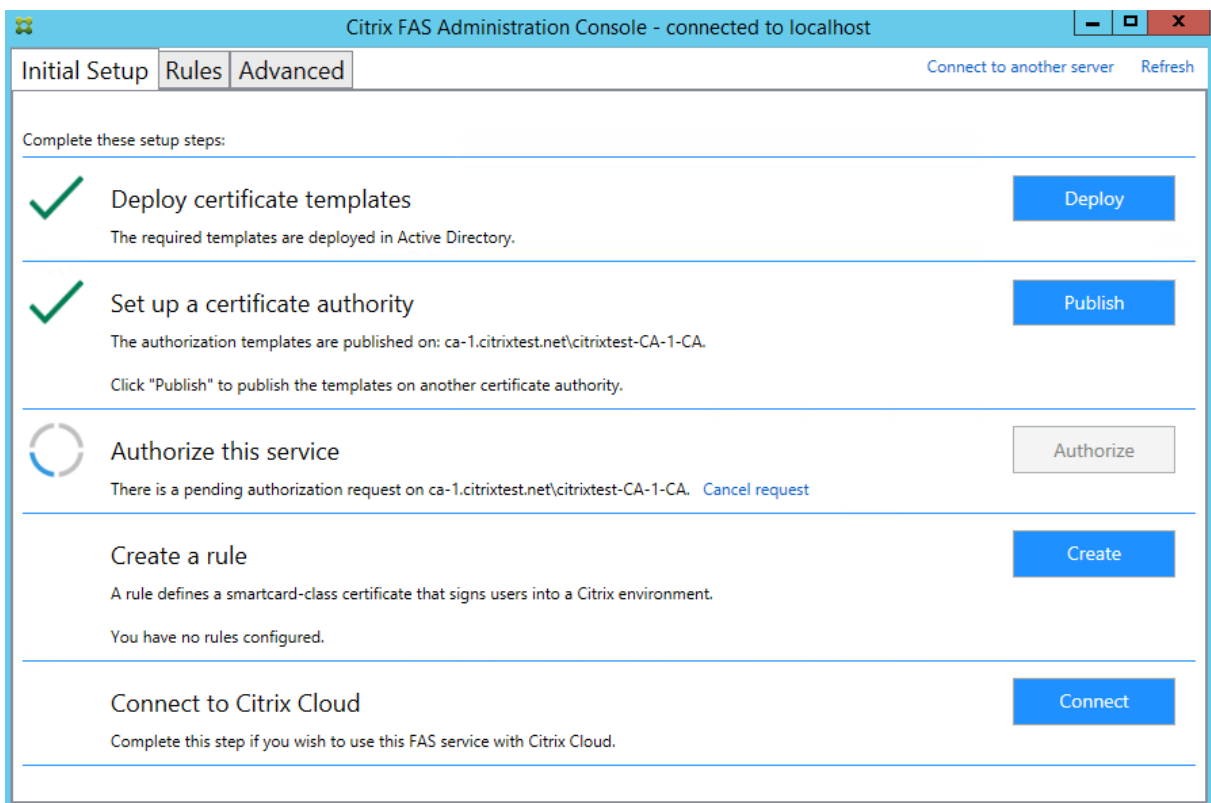 Citrix FAS Administration Console - connected to localhost
Initial Setup Rules Advanced Connect to another server Refresh
Complete these setup steps:
Deploy certificate templates Deploy
The required templates are deployed in Active Directory.
Set up a certificate authority Publish
The authorization templates are published on: ca-1.citrixtest.net\citrixtest-CA-1-CA.
Click "Publish" to publish the templates on another certificate authority.
Authorize this service Authorize
There is a pending authorization request on ca-1.citrixtest.net\citrixtest-CA-1-CA. Cancel request
Create a rule Create
A rule defines a smartcard-class certificate that signs users into a Citrix environment.
You have no rules configured.
Connect to Citrix Cloud Connect
Complete this step if you wish to use this FAS service with Citrix Cloud.